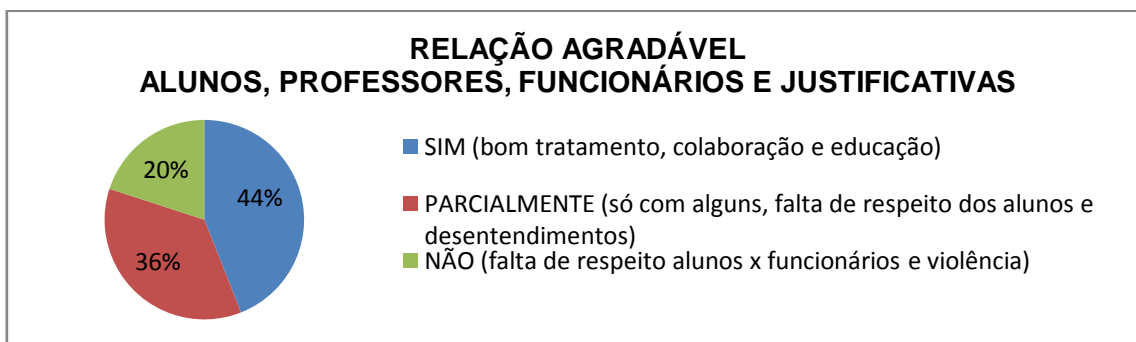 RELAÇÃO AGRADÁVEL
ALUNOS, PROFESSORES, FUNCIONÁRIOS E JUSTIFICATIVAS
20%
44%
36%
SIM (bom tratamento, colaboração e educação)
PARCIALMENTE (só com alguns, falta de respeito dos alunos e
desentendimentos)
NÃO (falta de respeito alunos x funcionários e violência)